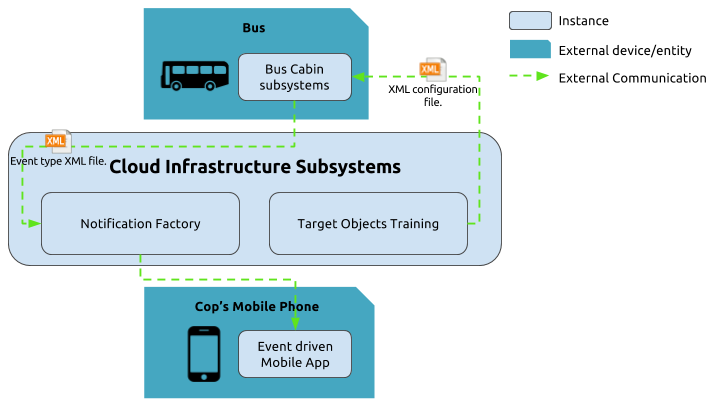 Bus
Bus Cabin
subsystems
XML
XML configuration
file.
Instance
External device/entity
External Communication
XML
Event type XML file.
Cloud Infrastructure Subsystems
Notification Factory
Target Objects Training
Cop's Mobile Phone
Event driven
Mobile App